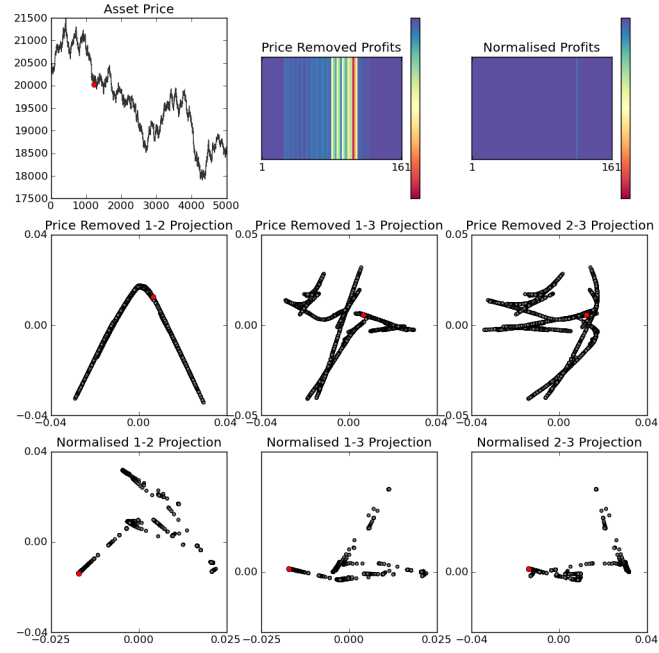 Asset Price
21500
21000
20500
20000
19500
19000
18500
18000
17500
0 1000 2000 3000 4000 5000
Price Removed Profits
1 161
Normalised Profits
1 161
Price Removed 1-2 Projection
0.04
0.00
−0.04
−0.04 0.00 0.04
Price Removed 1-3 Projection
0.05
0.00
−0.05
−0.04 0.00 0.04
Price Removed 2-3 Projection
0.05
0.00
−0.05
−0.04 0.00 0.04
Normalised 1-2 Projection
0.04
0.00
−0.04
−0.025 0.000 0.025
Normalised 1-3 Projection
0.00
−0.025 0.000 0.025
Normalised 2-3 Projection
0.00
−0.04 0.00 0.04